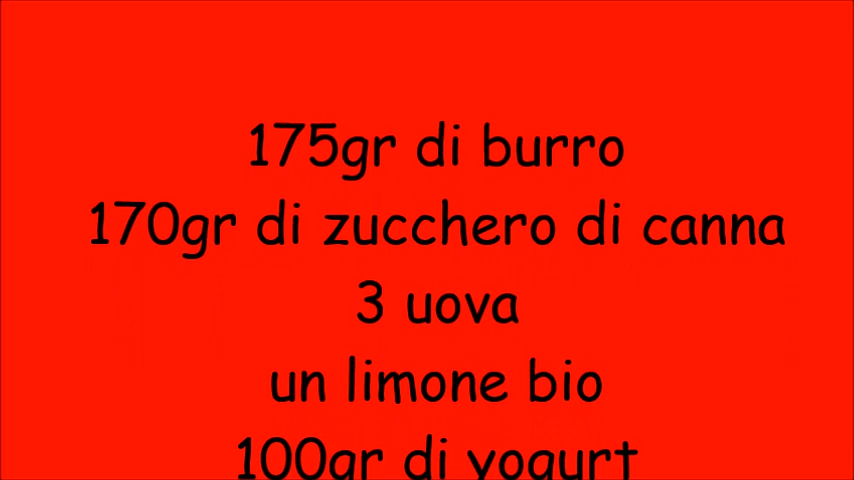 175gr di burro
170gr di zucchero di canna
3 uova
un limone bio
100gr di yogurt